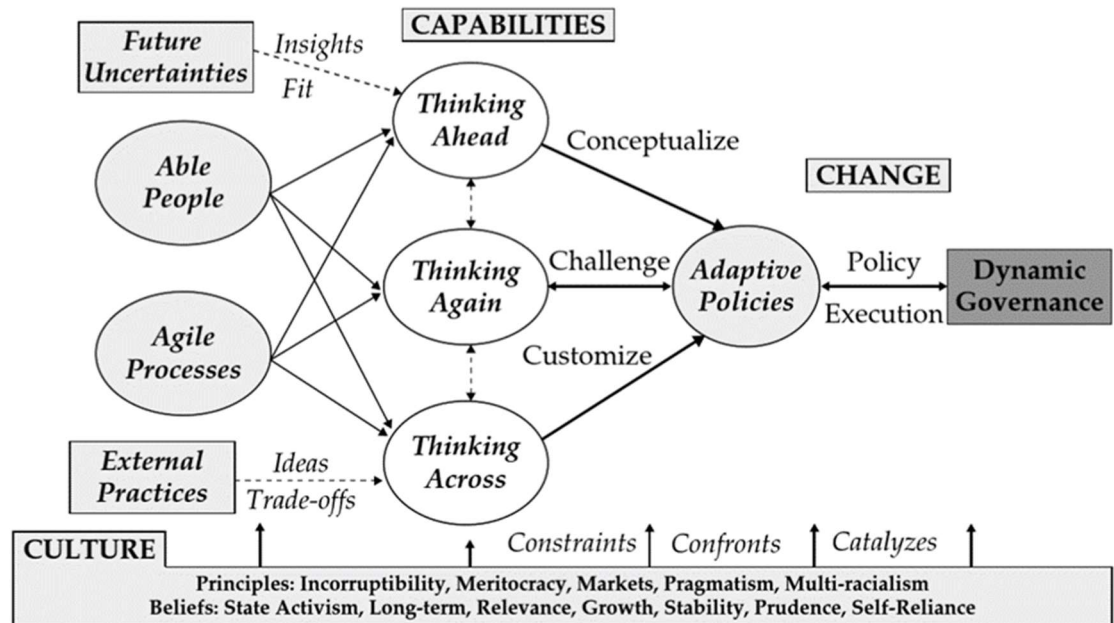 CAPABILITIES
Future
Uncertainties
Insights
Fit
Thinking
Ahead
Conceptualize
Able
People
CHANGE
Thinking
Again
Challenge
Adaptive
Policies
Policy
Execution
Dynamic
Governance
Agile
Processes
Customize
External
Practices
Ideas
Trade-offs
Thinking
Across
CULTURE
Constraints
Confronts
Catalyzes
Principles: Incorruptibility, Meritocracy, Markets, Pragmatism, Multi-racialism
Beliefs: State Activism, Long-term, Relevance, Growth, Stability, Prudence, Self-Reliance